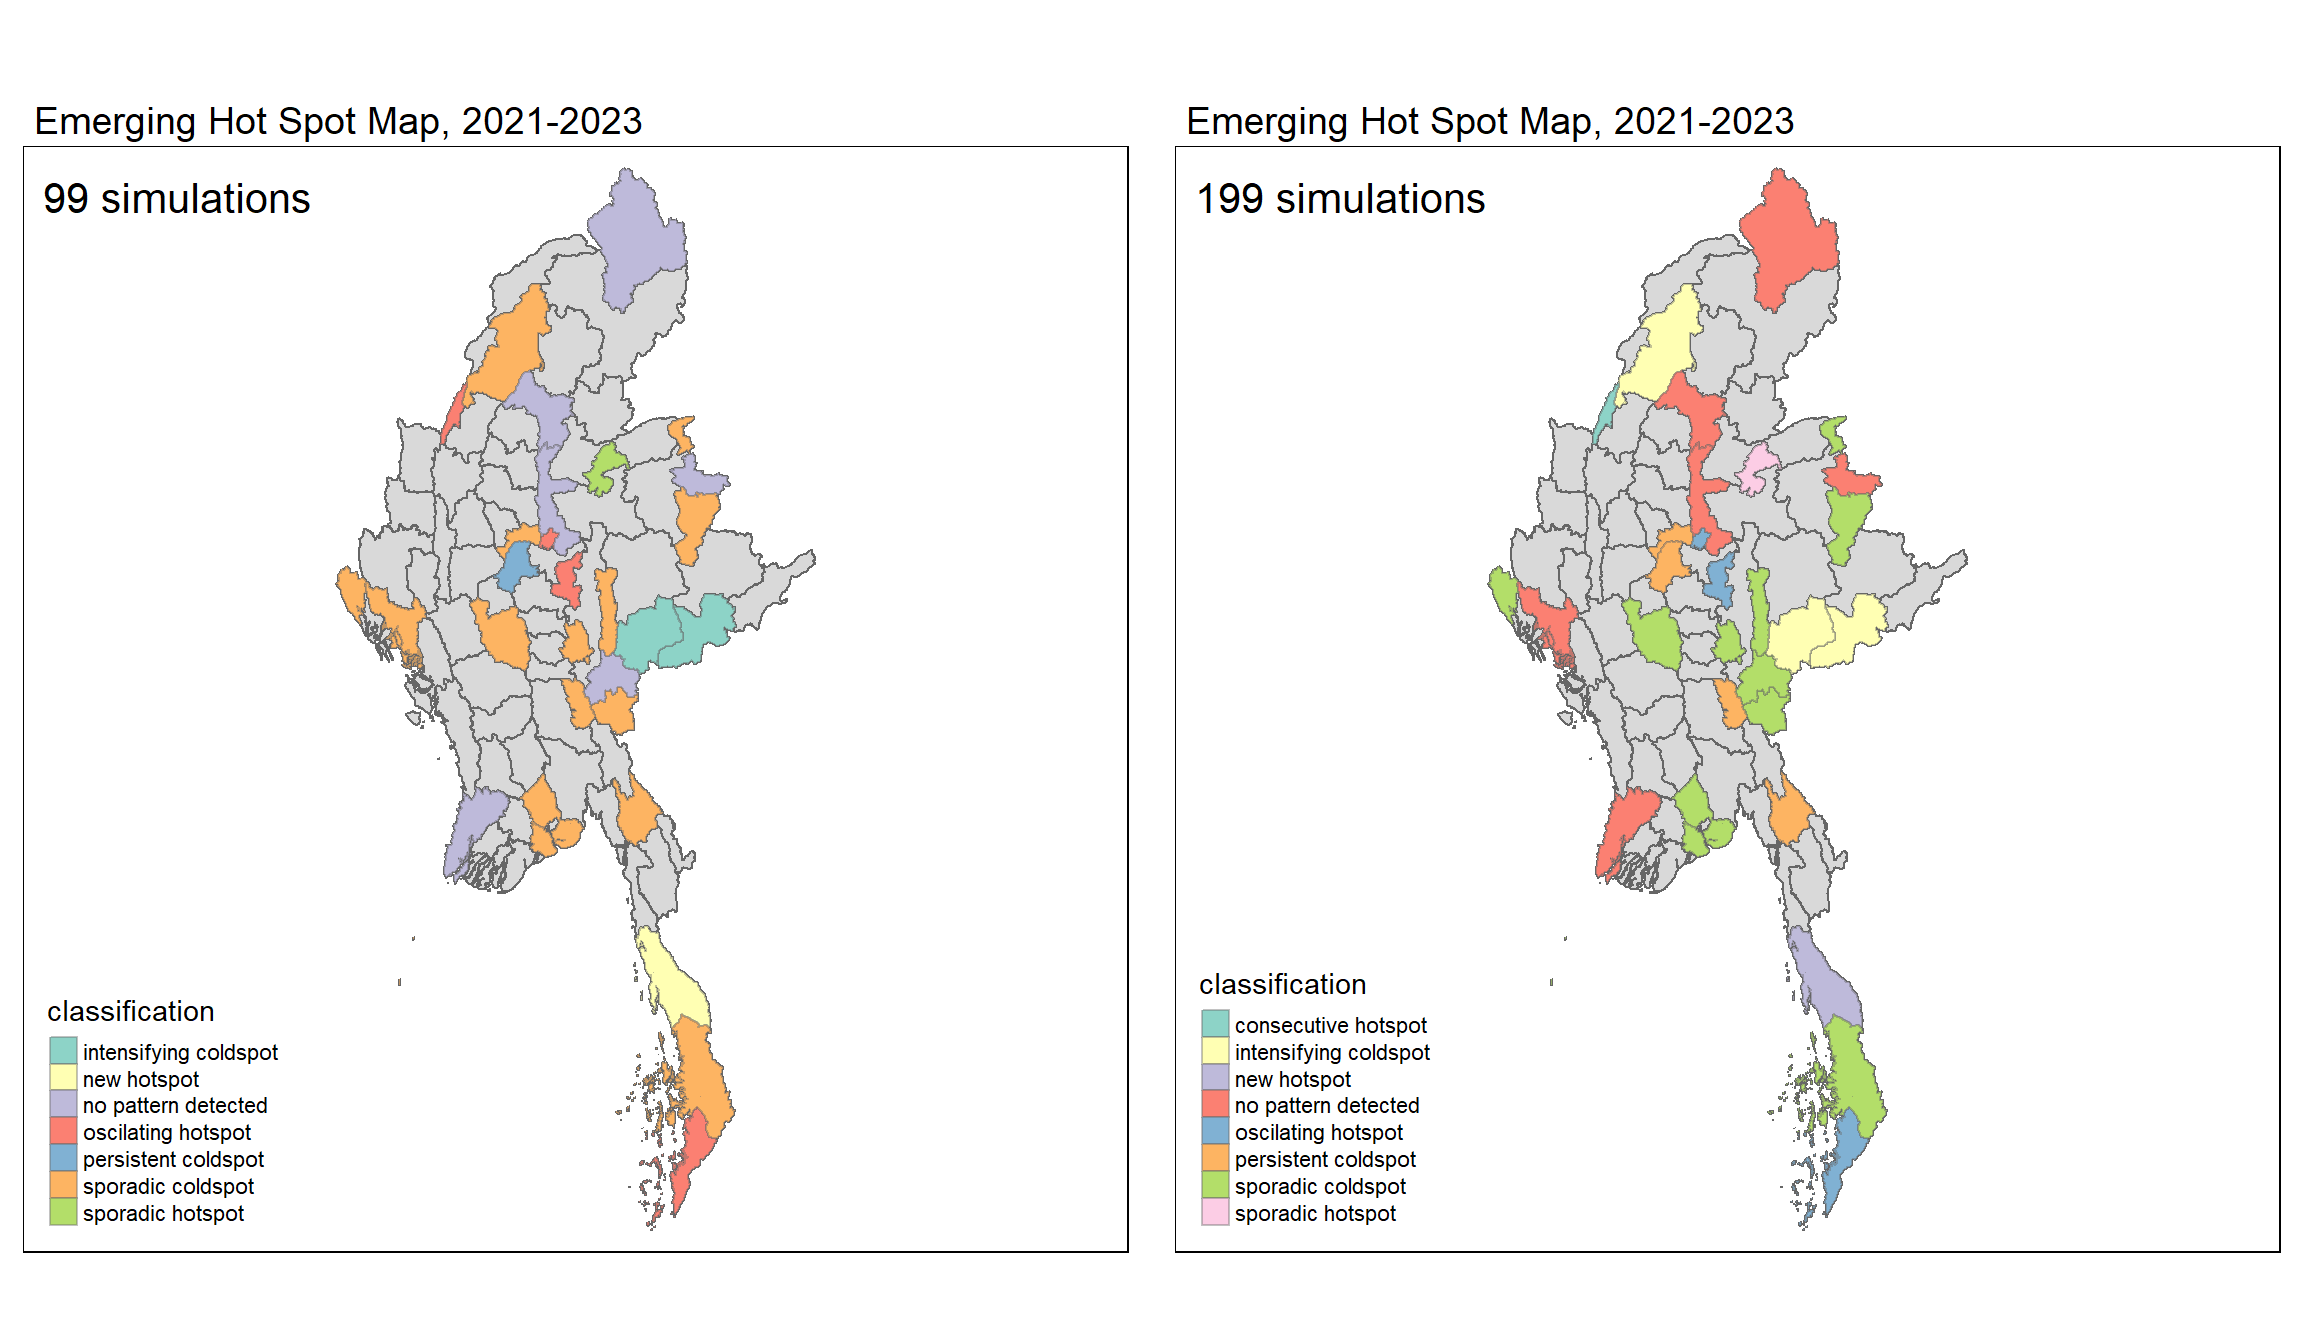 Emerging Hot Spot Map, 2021-2023
99 simulations
classification
intensifying coldspot
new hotspot
no pattern detected
oscilating hotspot
persistent coldspot
sporadic coldspot
sporadic hotspot
Emerging Hot Spot Map, 2021-2023
199 simulations
classification
consecutive hotspot
intensifying coldspot
new hotspot
no pattern detected
oscilating hotspot
persistent coldspot
sporadic coldspot
sporadic hotspot